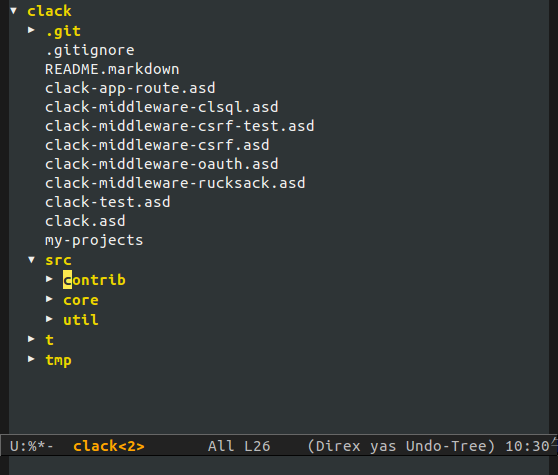 ▼ clack
▶ .git
.gitignore
README.markdown
clack-app-route.asd
clack-middleware-clsql.asd
clack-middleware-csrf-test.asd
clack-middleware-csrf.asd
clack-middleware-oauth.asd
clack-middleware-rucksack.asd
clack-test.asd
clack.asd
my-projects
▼ src
▶ contrib
▶ core
▶ util
▶ t
▶ tmp
U:%*- clack<2> All L26 (Direx yas Undo-Tree) 10:30